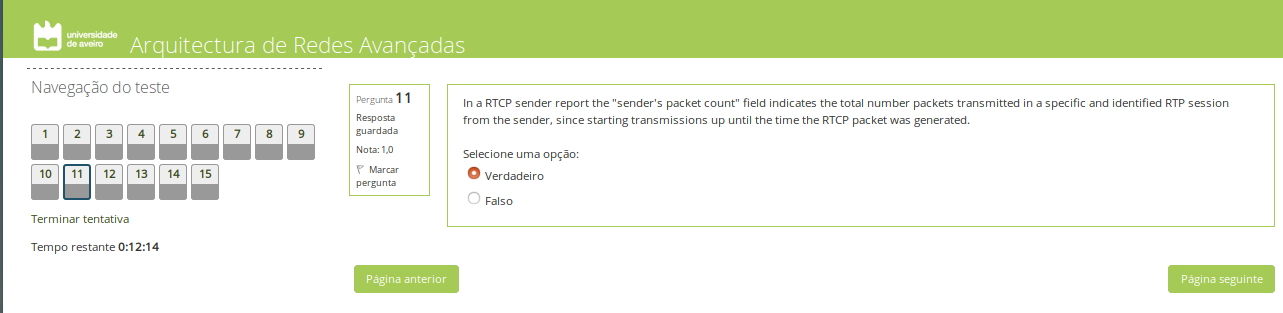 universidade
de aveiro
Arquitectura de Redes Avançadas
Navegação do teste
1 2 3 4 5 6 7 8 9
10 11 12 13 14 15
Terminar tentativa
Tempo restante 0:12:14
Pergunta 11
Resposta
guardada
Nota: 1,0
Marcar
pergunta
In a RTCP sender report the "sender's packet count" field indicates the total number packets transmitted in a specific and identified RTP session
from the sender, since starting transmissions up until the time the RTCP packet was generated.
Selecione uma opção:
Verdadeiro
Falso
Página anterior
Página seguinte